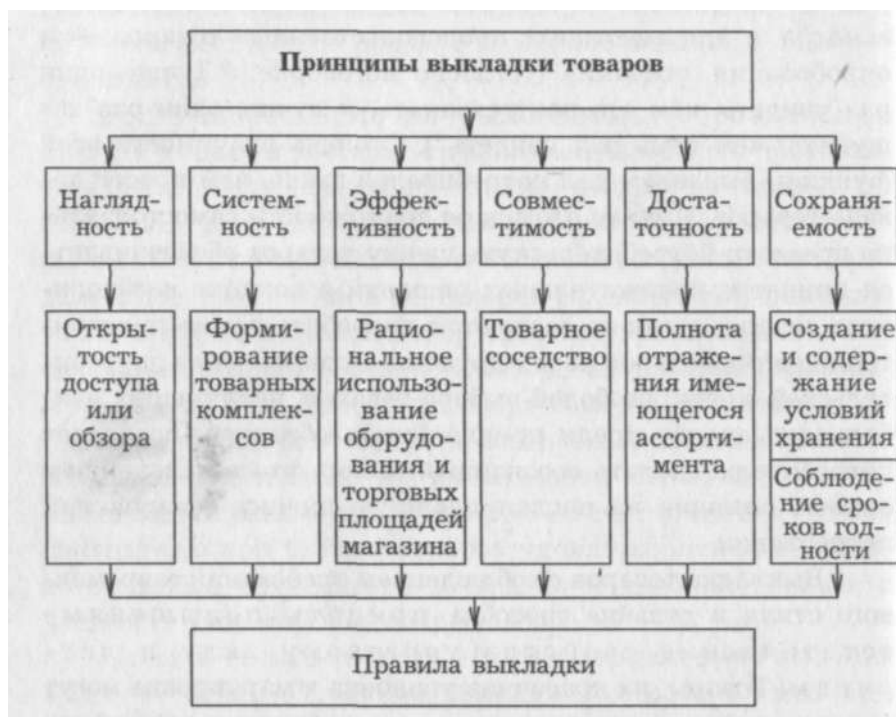 Принципы выкладки товаров
Нагляд-
ность
Систем-
ность
Эффек-
тивность
Совмес-
тимость
Доста-
точность
Сохраня-
емость
Откры-
тость
доступа
или
обзора
Форми-
рование
товарных
комплек-
сов
Рацио-
нальное
использо-
вание
оборудо-
вания и
торговых
площадей
магазина
Товарное
соседство
Полнота
отраже-
ния име-
ющегося
ассорти-
мента
Создание
и содер-
жание
условий
хранения
Соблюде-
ние сро-
ков год-
ности
Правила выкладки